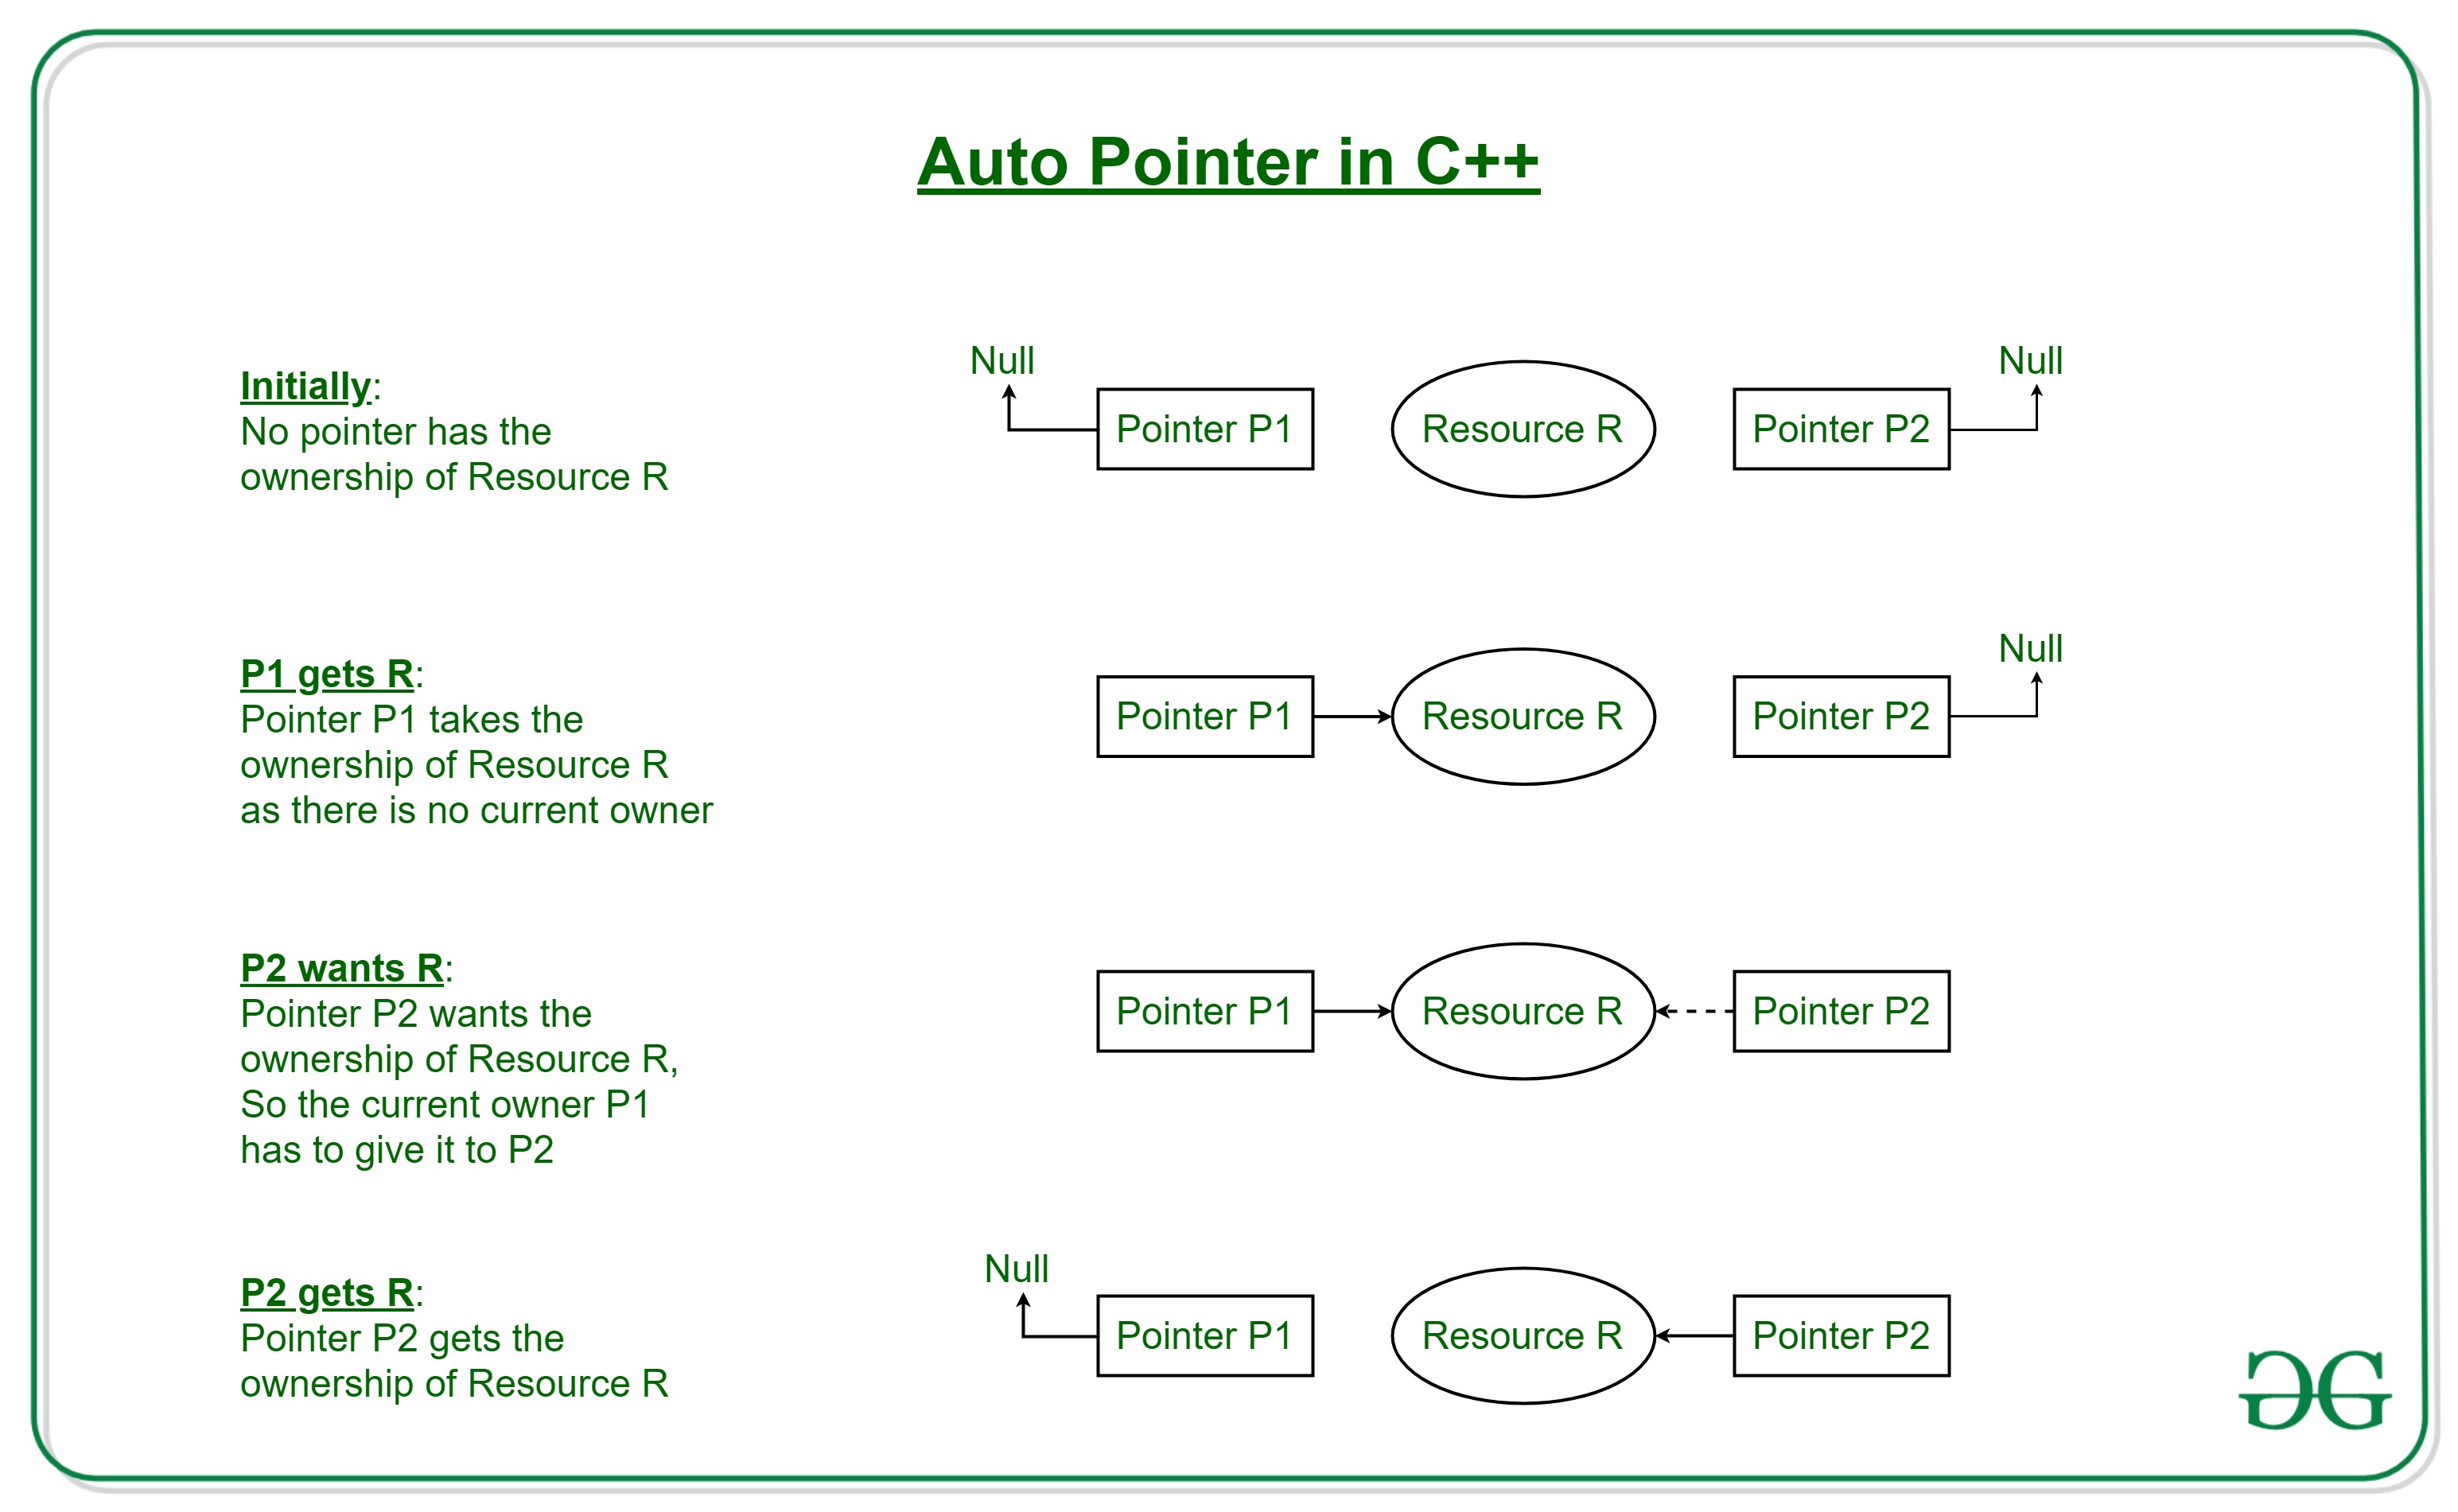 Auto Pointer in C++
Initially:
No pointer has the
ownership of Resource R
Null
Pointer P1
Resource R
Pointer P2
Null
P1 gets R:
Pointer P1 takes the
ownership of Resource R
as there is no current owner
Pointer P1
Resource R
Pointer P2
Null
P2 wants R:
Pointer P2 wants the
ownership of Resource R,
So the current owner P1
has to give it to P2
Pointer P1
Resource R
Pointer P2
P2 gets R:
Pointer P2 gets the
ownership of Resource R
Null
Pointer P1
Resource R
Pointer P2